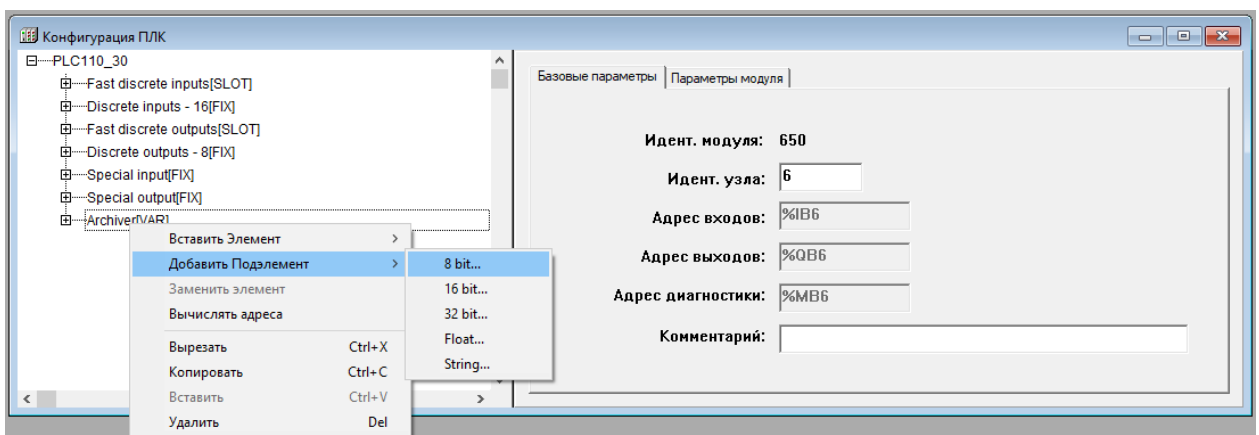 Конфигурация ПЛК
PLC110_30
Fast discrete inputs[SLOT]
Discrete inputs - 16[FIX]
Fast discrete outputs[SLOT]
Discrete outputs - 8[FIX]
Special input[FIX]
Special output[FIX]
Archiver[VAR]
Вставить Элемент
Добавить Подэлемент
Заменить элемент
Вычислять адреса
Вырезать Ctrl+X
Копировать Ctrl+C
Вставить Ctrl+V
Удалить Del
8 bit...
16 bit...
32 bit...
Float...
String...
Базовые параметры Параметры модуля
Идент. модуля: 650
Идент. узла: 6
Адрес входов: %IB6
Адрес выходов: %QB6
Адрес диагностики: %MB6
Комментарий: